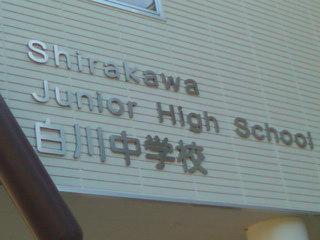 Shirakawa
Junior High School
白川中学校